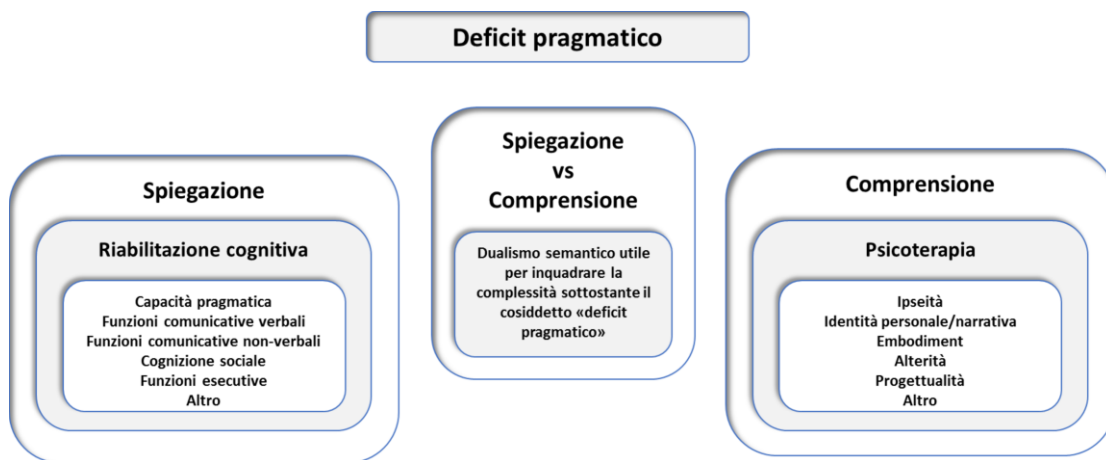 Deficit pragmatico
Spiegazione
Riabilitazione cognitiva
Capacità pragmatica
Funzioni comunicative verbali
Funzioni comunicative non-verbali
Cognizione sociale
Funzioni esecutive
Altro
Spiegazione
vs
Comprensione
Dualismo semantico utile
per inquadrare la
complessità sottostante il
cosiddetto «deficit
pragmatico»
Comprensione
Psicoterapia
Ipseità
Identità personale/narrativa
Embodiment
Alterità
Progettualità
Altro